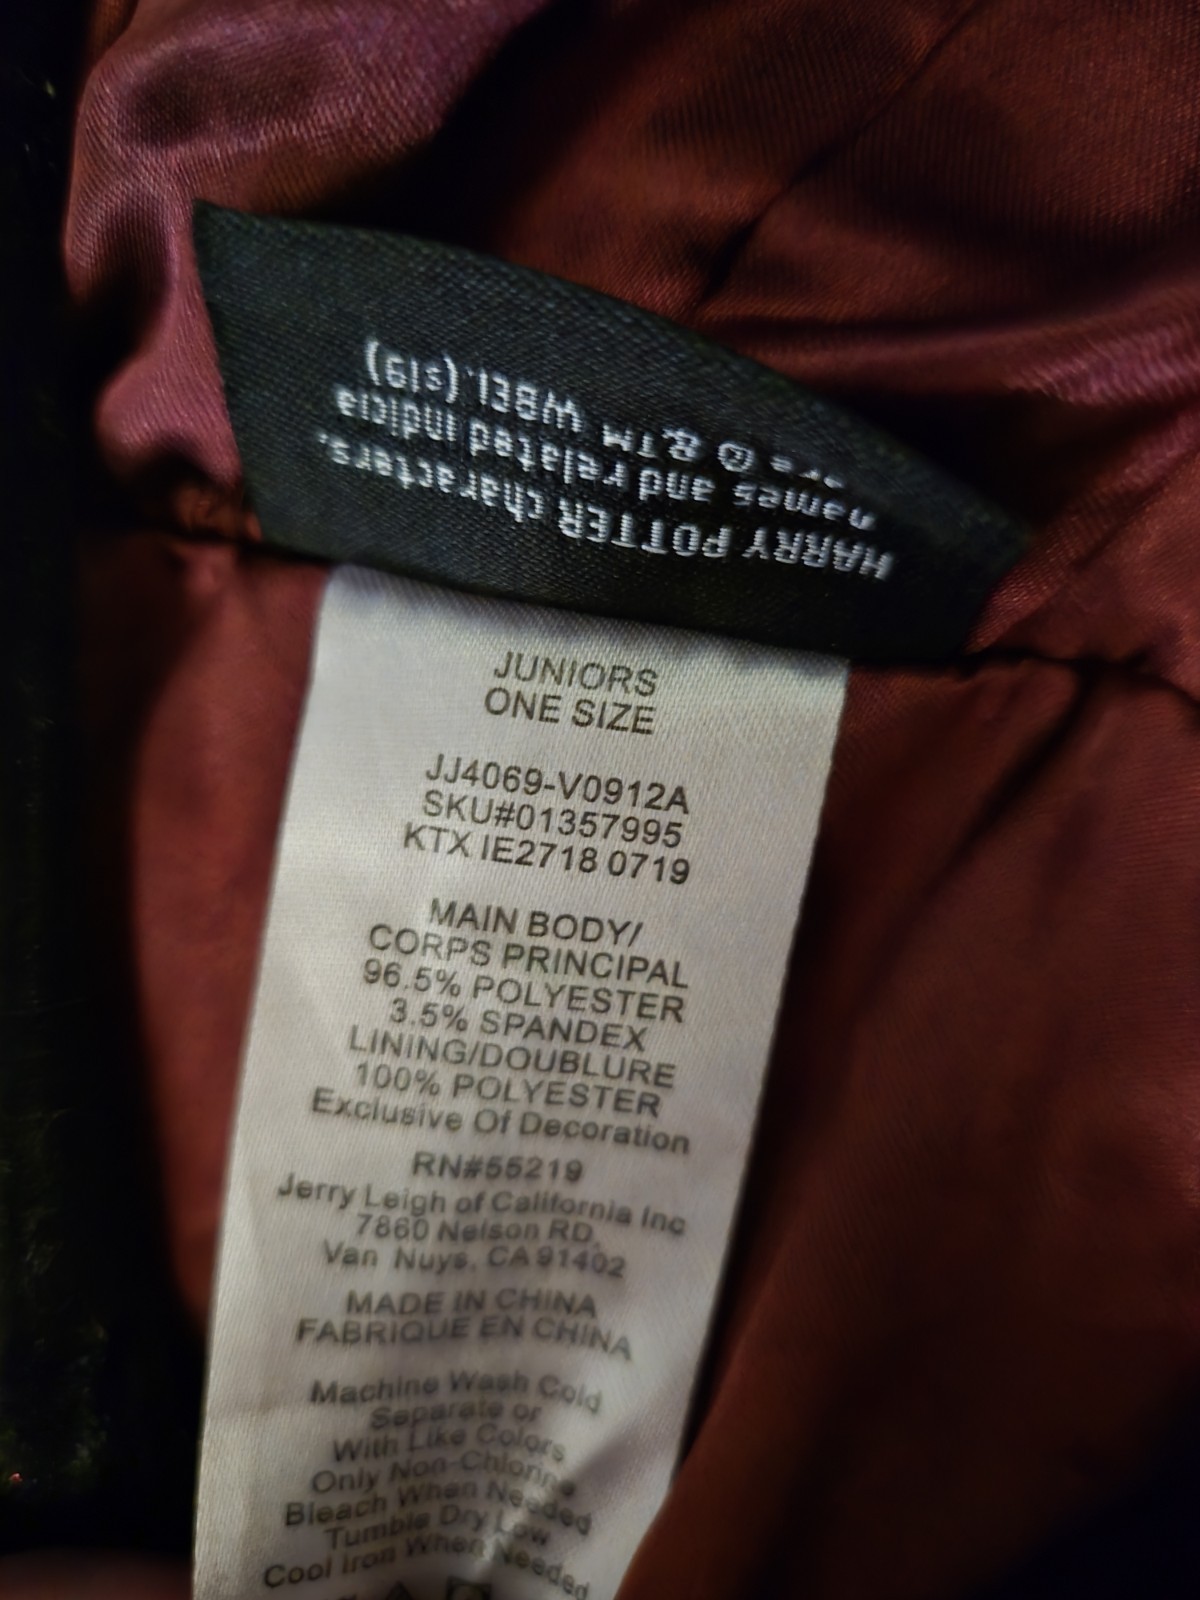 HARRY POTTER characters,
names and related indicia
are © & ™ WBEI. (s19)
JUNIORS
ONE SIZE
JJ4069-V0912A
SKU#01357995
KTX IE2718 0719
MAIN BODY/
CORPS PRINCIPAL
96.5% POLYESTER
3.5% SPANDEX
LINING/DOUBLURE
100% POLYESTER
Exclusive Of Decoration
RN#55219
Jerry Leigh of California Inc
7860 Nelson RD,
Van Nuys, CA 91402
MADE IN CHINA
FABRIQUE EN CHINA
Machine Wash Cold
Separate or
With Like Colors
Only Non-Chlorine
Bleach When Needed
Tumble Dry Low
Cool Iron When Needed